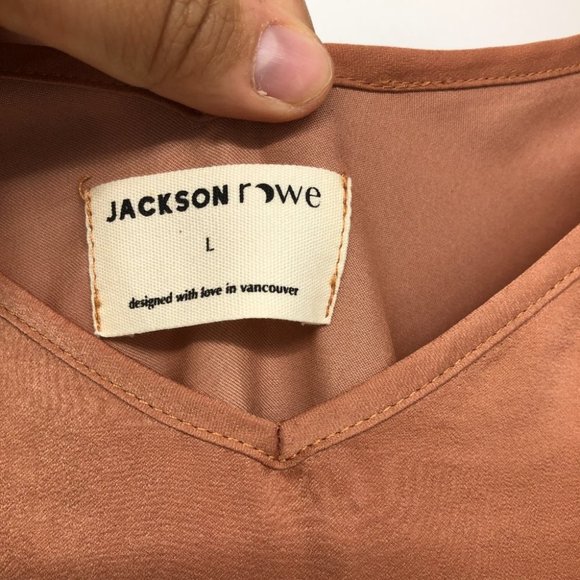 JACKSON rowe
L
designed with love in vancouver